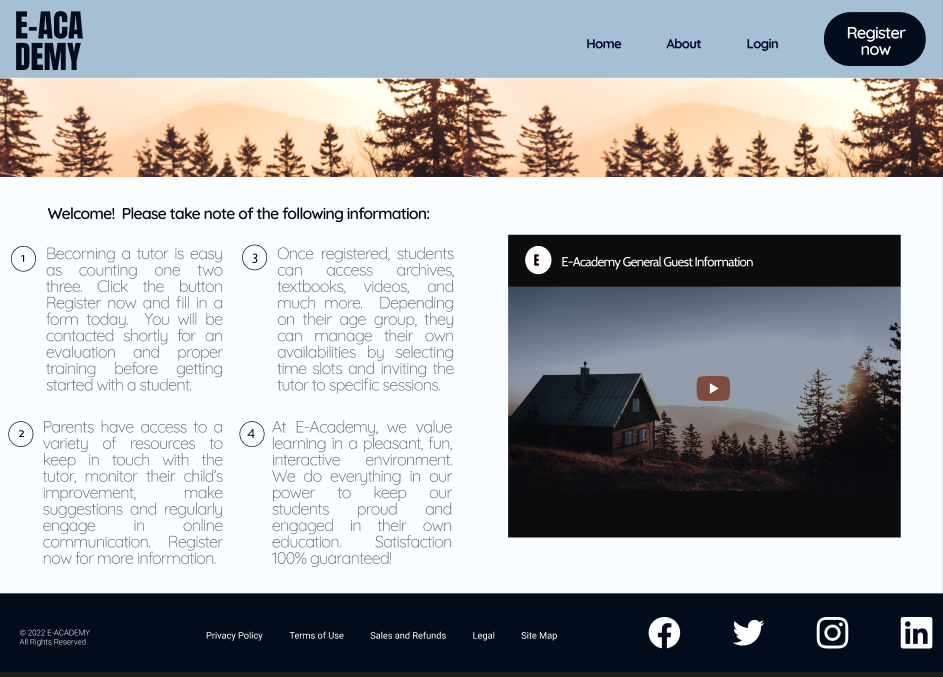 E-ACA
DEMY
Home About Login
Register
now
Welcome! Please take note of the following information:
1
Becoming a tutor is easy
as counting one two
three. Click the button
Register now and fill in a
form today. You will be
contacted shortly for an
evaluation and proper
training before getting
started with a student.
2
Parents have access to a
variety of resources to
keep in touch with the
tutor, monitor their child's
improvement, make
suggestions and regularly
engage in online
communication. Register
now for more information.
3
Once registered, students
can access archives,
textbooks, videos, and
much more. Depending
on their age group, they
can manage their own
availabilities by selecting
time slots and inviting the
tutor to specific sessions.
4
At E-Academy, we value
learning in a pleasant, fun,
interactive environment.
We do everything in our
power to keep our
students proud and
engaged in their own
education. Satisfaction
100% guaranteed!
E
E-Academy General Guest Information
© 2022 E-ACADEMY
All Rights Reserved
Privacy Policy Terms of Use Sales and Refunds Legal Site Map
in